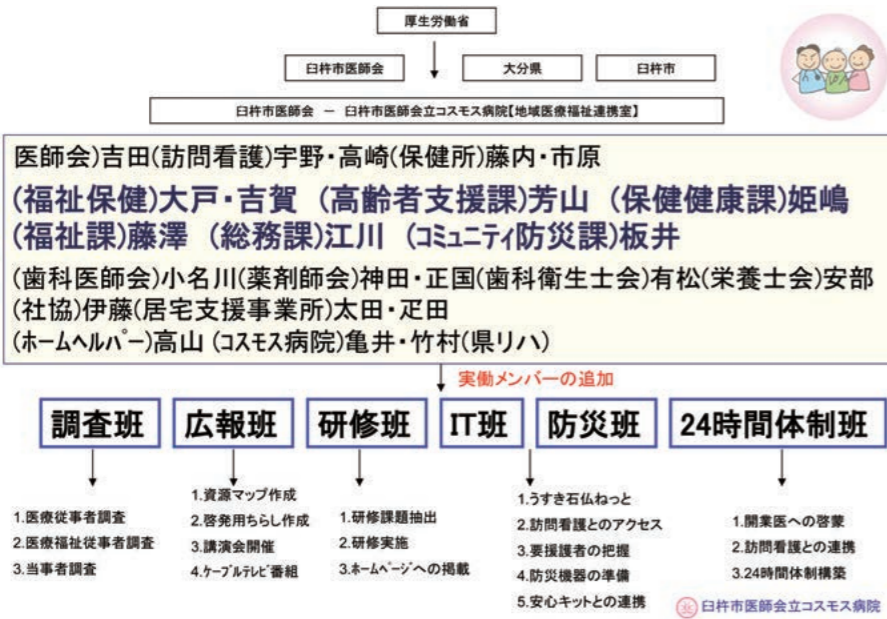 厚生労働省
臼杵市医師会
大分県
臼杵市
臼杵市医師会 － 臼杵市医師会立コスモス病院【地域医療福祉連携室】
医師会)吉田(訪問看護)宇野・高崎(保健所)藤内・市原
(福祉保健)大戸・吉賀 (高齢者支援課)芳山 (保健健康課)姫嶋
(福祉課)藤澤 (総務課)江川 (コミュニティ防災課)板井
(歯科医師会)小名川(薬剤師会)神田・正国(歯科衛生士会)有松(栄養士会)安部
(社協)伊藤(居宅支援事業所)太田・疋田
(ホームヘルパー)高山 (コスモス病院)亀井・竹村(県リハ)
実働メンバーの追加
調査班
広報班
研修班
IT班
防災班
24時間体制班
1.医療従事者調査
2.医療福祉従事者調査
3.当事者調査
1.資源マップ作成
2.啓発用ちらし作成
3.講演会開催
4.ケーブルテレビ番組
1.研修課題抽出
2.研修実施
3.ホームページへの掲載
1.うすき石仏ねっと
2.訪問看護とのアクセス
3.要援護者の把握
4.防災機器の準備
5.安心キットとの連携
1.開業医への啓蒙
2.訪問看護との連携
3.24時間体制構築
臼杵市医師会立コスモス病院